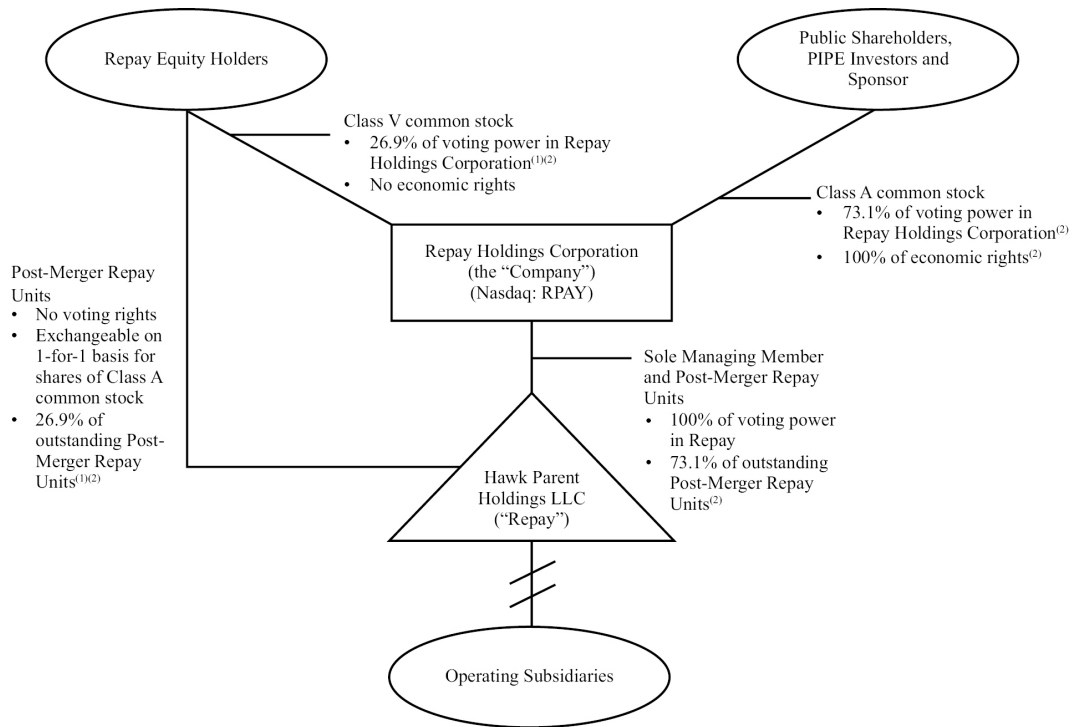 Repay Equity Holders
Public Shareholders,
PIPE Investors and
Sponsor
Class V common stock
• 26.9% of voting power in Repay
Holdings Corporation(1)(2)
• No economic rights
Class A common stock
• 73.1% of voting power in
Repay Holdings Corporation(2)
• 100% of economic rights(2)
Repay Holdings Corporation
(the “Company”)
(Nasdaq: RPAY)
Post-Merger Repay
Units
• No voting rights
• Exchangeable on
1-for-1 basis for
shares of Class A
common stock
• 26.9% of
outstanding Post-
Merger Repay
Units(1)(2)
Sole Managing Member
and Post-Merger Repay
Units
• 100% of voting power
in Repay
• 73.1% of outstanding
Post-Merger Repay
Units(2)
Hawk Parent
Holdings LLC
(“Repay”)
Operating Subsidiaries